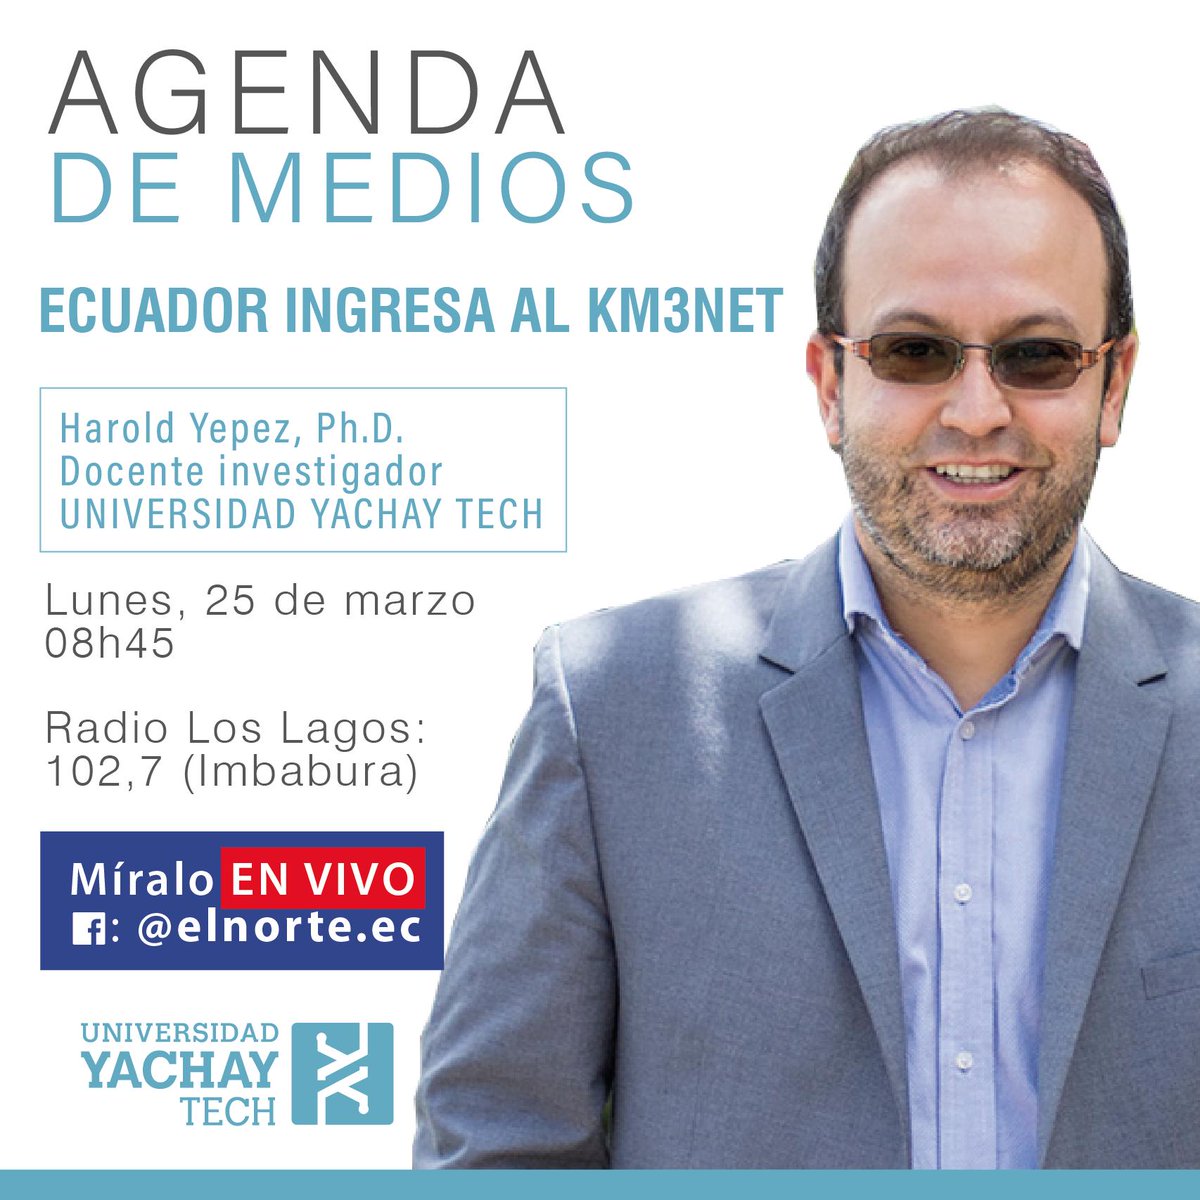 AGENDA
DE MEDIOS
ECUADOR INGRESA AL KM3NET
Harold Yepez, Ph.D.
Docente investigador
UNIVERSIDAD YACHAY TECH
Lunes, 25 de marzo
08h45
Radio Los Lagos:
102,7 (Imbabura)
Míralo EN VIVO
: @elnorte.ec
UNIVERSIDAD
YACHAY
TECH